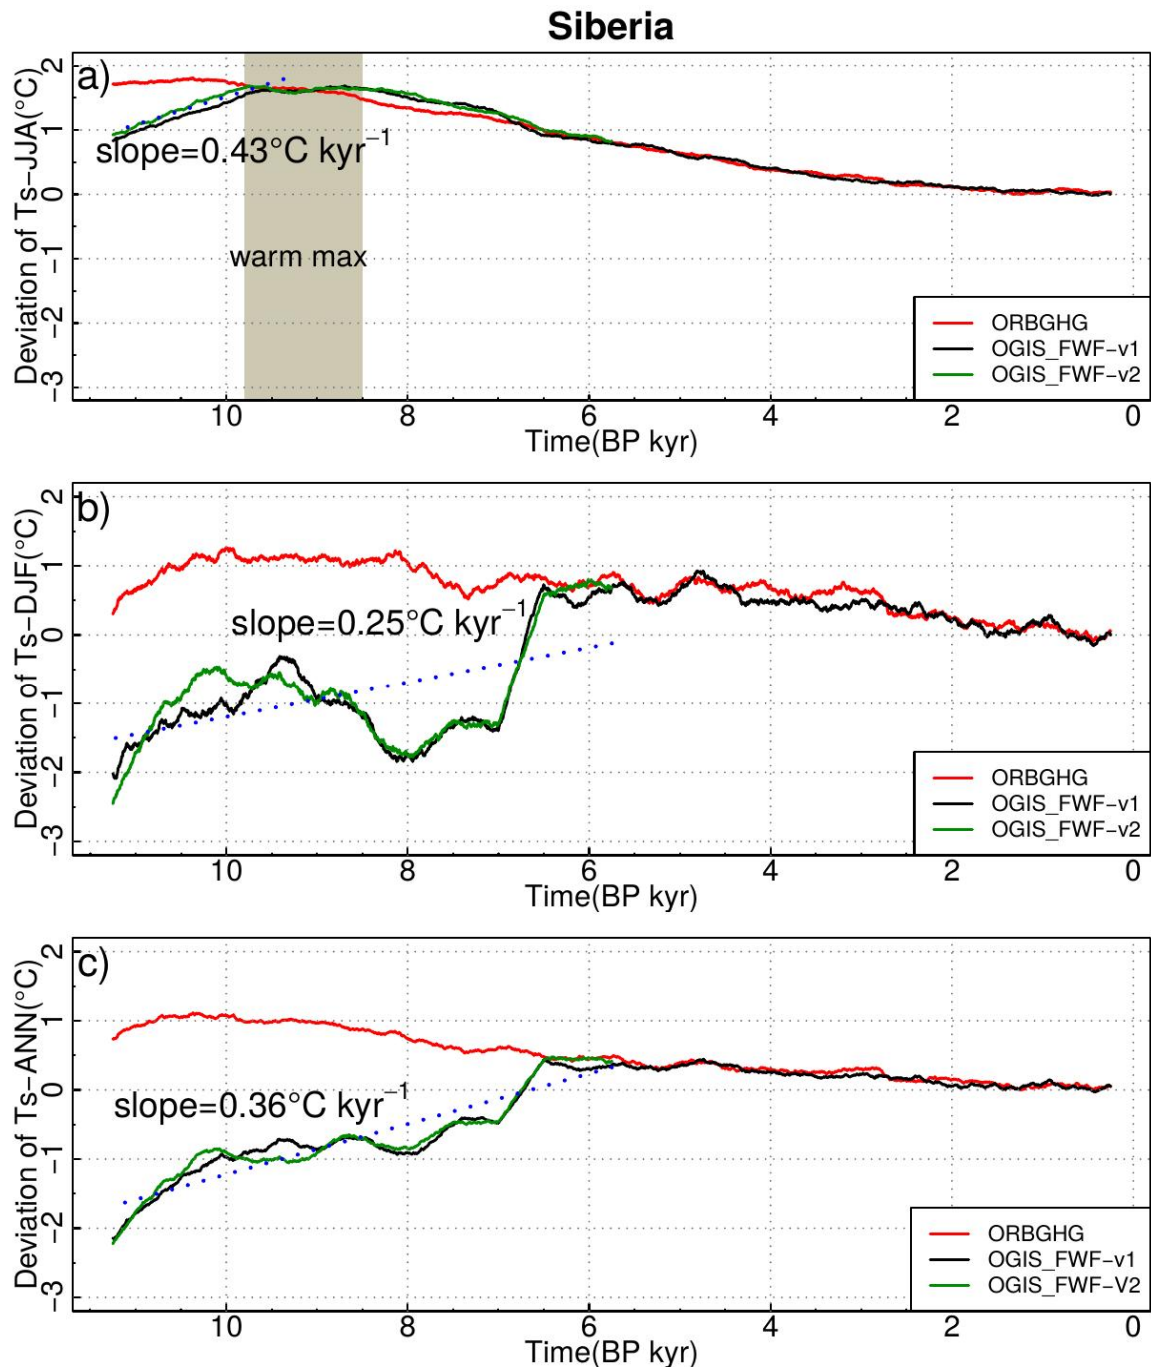 Siberia
a)
Deviation of Ts−JJA(°C)
2
1
0
−1
−2
−3
slope=0.43°C kyr−1
warm max
ORBGHG
OGIS_FWF−v1
OGIS_FWF−v2
10 8 6 4 2 0
Time(BP kyr)
b)
Deviation of Ts−DJF(°C)
2
1
0
−1
−2
−3
slope=0.25°C kyr−1
ORBGHG
OGIS_FWF−v1
OGIS_FWF−v2
10 8 6 4 2 0
Time(BP kyr)
c)
Deviation of Ts−ANN(°C)
2
1
0
−1
−2
−3
slope=0.36°C kyr−1
ORBGHG
OGIS_FWF−v1
OGIS_FWF−V2
10 8 6 4 2 0
Time(BP kyr)